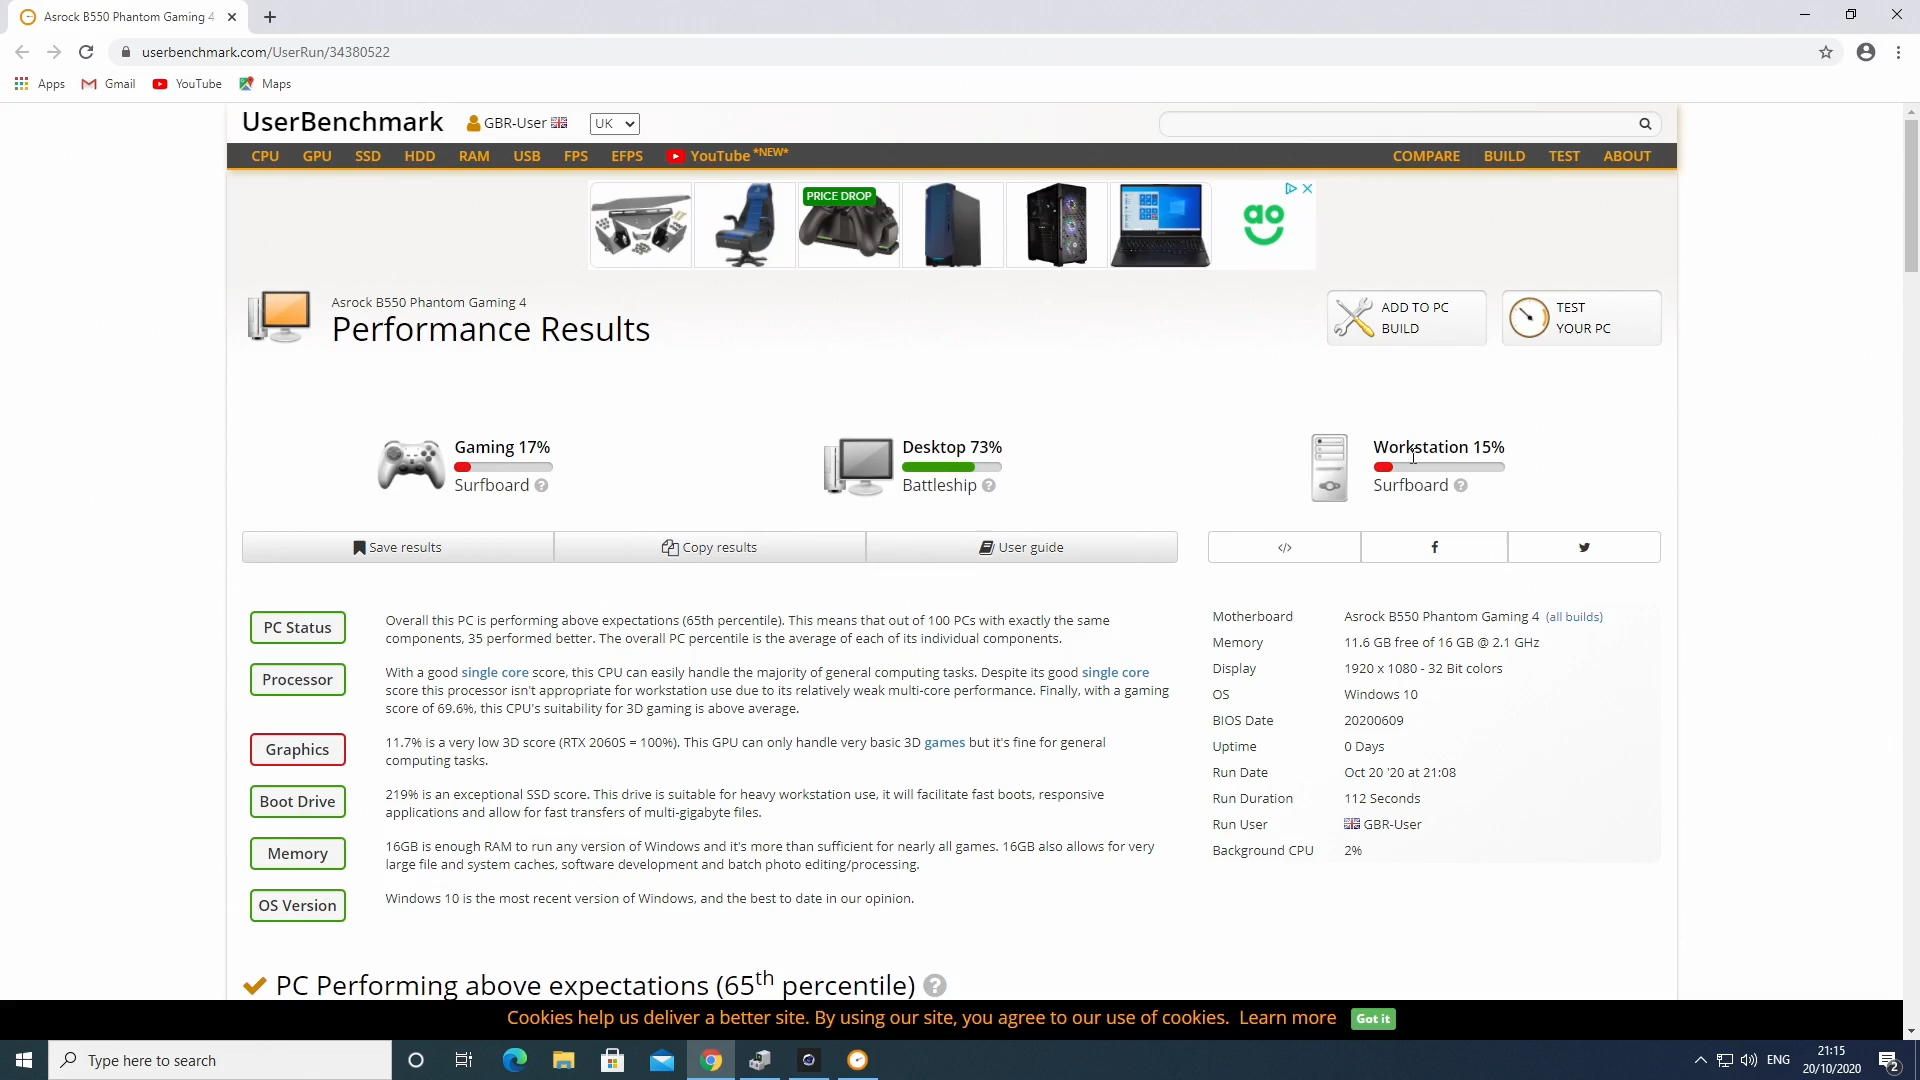 Asrock B550 Phantom Gaming 4
userbenchmark.com/UserRun/34380522
Apps Gmail YouTube Maps
UserBenchmark GBR-User UK
CPU GPU SSD HDD RAM USB FPS EFPS YouTube *NEW* COMPARE BUILD TEST ABOUT
PRICE DROP
ao
Asrock B550 Phantom Gaming 4
Performance Results
ADD TO PC
BUILD
TEST
YOUR PC
Gaming 17%
Surfboard ?
Desktop 73%
Battleship ?
Workstation 15%
Surfboard ?
Save results Copy results User guide </> f
PC Status
Overall this PC is performing above expectations (65th percentile). This means that out of 100 PCs with exactly the same
components, 35 performed better. The overall PC percentile is the average of each of its individual components.
Processor
With a good single core score, this CPU can easily handle the majority of general computing tasks. Despite its good single core
score this processor isn't appropriate for workstation use due to its relatively weak multi-core performance. Finally, with a gaming
score of 69.6%, this CPU's suitability for 3D gaming is above average.
Graphics
11.7% is a very low 3D score (RTX 2060S = 100%). This GPU can only handle very basic 3D games but it's fine for general
computing tasks.
Boot Drive
219% is an exceptional SSD score. This drive is suitable for heavy workstation use, it will facilitate fast boots, responsive
applications and allow for fast transfers of multi-gigabyte files.
Memory
16GB is enough RAM to run any version of Windows and it's more than sufficient for nearly all games. 16GB also allows for very
large file and system caches, software development and batch photo editing/processing.
OS Version
Windows 10 is the most recent version of Windows, and the best to date in our opinion.
Motherboard Asrock B550 Phantom Gaming 4 (all builds)
Memory 11.6 GB free of 16 GB @ 2.1 GHz
Display 1920 x 1080 - 32 Bit colors
OS Windows 10
BIOS Date 20200609
Uptime 0 Days
Run Date Oct 20 '20 at 21:08
Run Duration 112 Seconds
Run User GBR-User
Background CPU 2%
PC Performing above expectations (65th percentile) ?
Cookies help us deliver a better site. By using our site, you agree to our use of cookies. Learn more Got it
Type here to search
ENG
21:15
20/10/2020
2